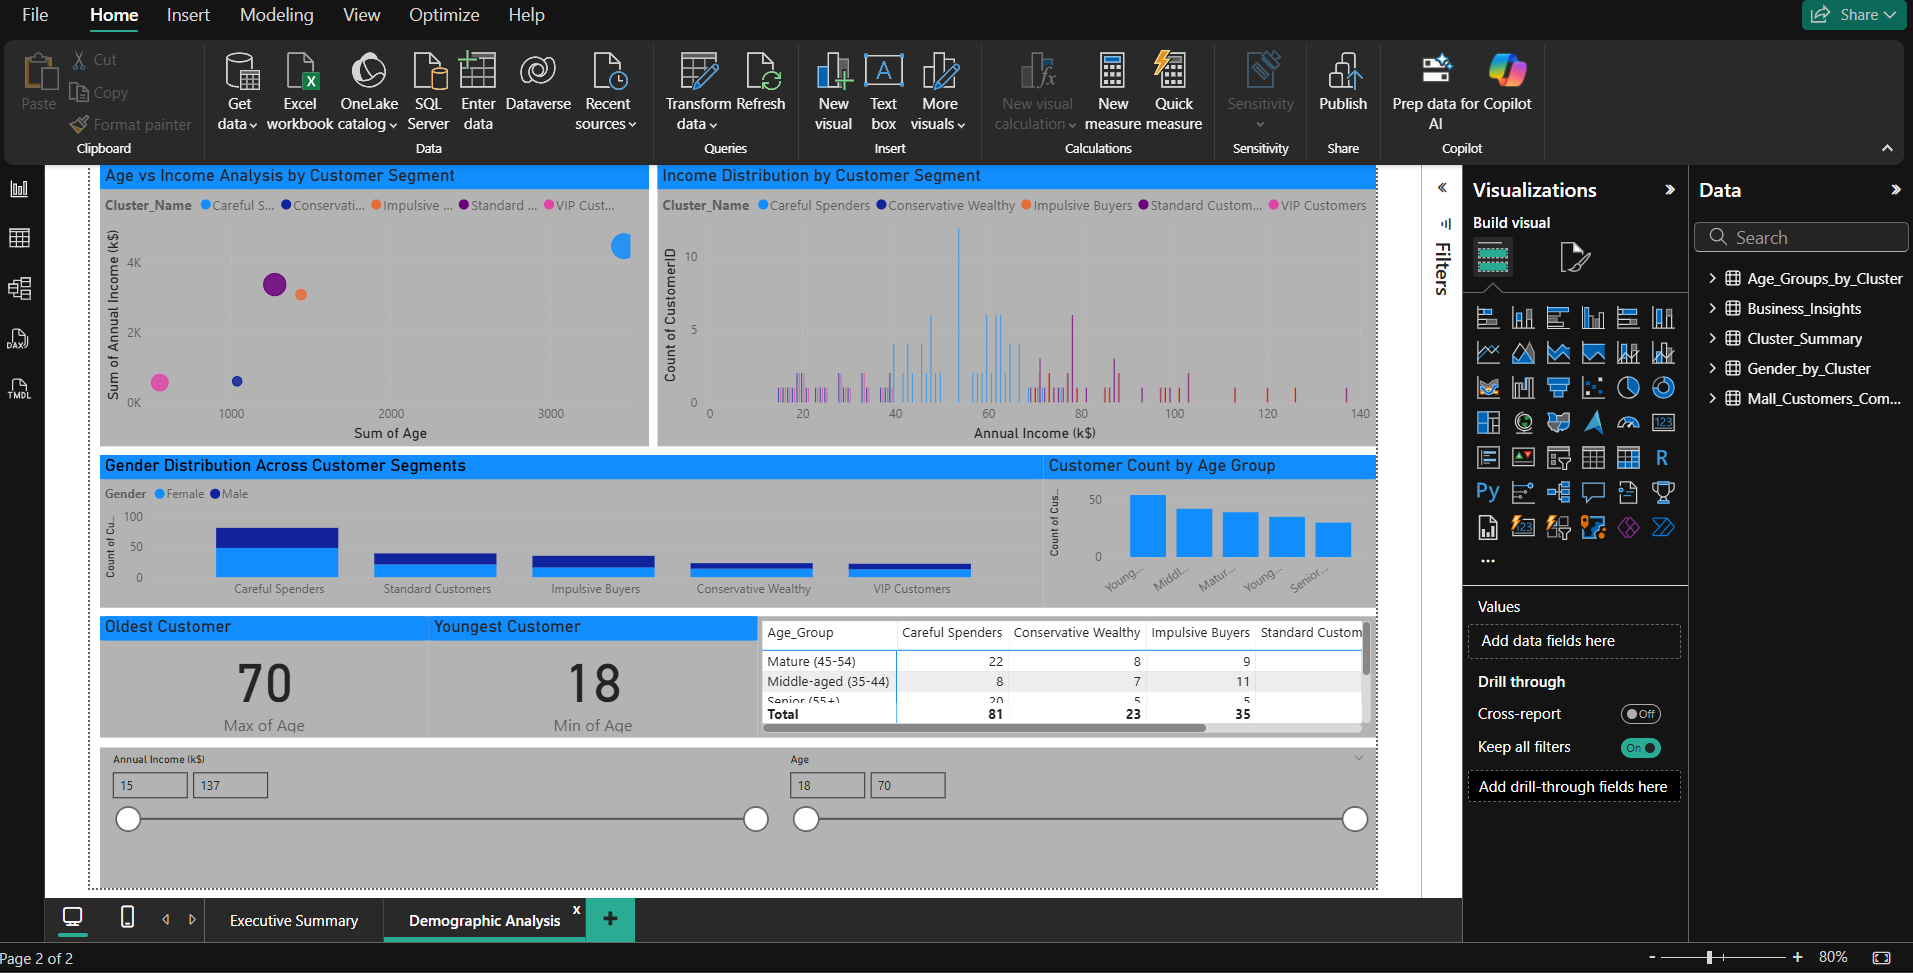 File Home Insert Modeling View Optimize Help Share
Paste
Cut
Copy
Format painter
Clipboard
Get data
Excel workbook
OneLake catalog
SQL Server
Enter data
Dataverse
Recent sources
Data
Transform data
Refresh
Queries
New visual
Text box
More visuals
Insert
New visual calculation
New measure
Quick measure
Calculations
Sensitivity
Sensitivity
Publish
Share
Prep data for AI
Copilot
Copilot
DAX
TMDL
Age vs Income Analysis by Customer Segment
Cluster_Name Careful S... Conservati... Impulsive ... Standard ... VIP Cust...
Sum of Annual Income (k$)
4K
2K
0K
1000 2000 3000
Sum of Age
Income Distribution by Customer Segment
Cluster_Name Careful Spenders Conservative Wealthy Impulsive Buyers Standard Custom... VIP Customers
Count of CustomerID
10
5
0
0 20 40 60 80 100 120 140
Annual Income (k$)
Gender Distribution Across Customer Segments
Gender Female Male
Count of Cu...
100
50
0
Careful Spenders Standard Customers Impulsive Buyers Conservative Wealthy VIP Customers
Customer Count by Age Group
Count of Cus...
50
0
Young... Middl... Matur... Young... Senior...
Oldest Customer
70
Max of Age
Youngest Customer
18
Min of Age
Age_Group Careful Spenders Conservative Wealthy Impulsive Buyers Standard Custom
Mature (45-54) 22 8 9
Middle-aged (35-44) 8 7 11
Senior (55+) 20 5 5
Total 81 23 35
Annual Income (k$)
15 137
Age
18 70
Filters
Visualizations
Build visual
123
R
Py
123
...
Values
Add data fields here
Drill through
Cross-report Off
Keep all filters On
Add drill-through fields here
Data
Search
Age_Groups_by_Cluster
Business_Insights
Cluster_Summary
Gender_by_Cluster
Mall_Customers_Com...
Executive Summary Demographic Analysis x +
Page 2 of 2 - + 80%